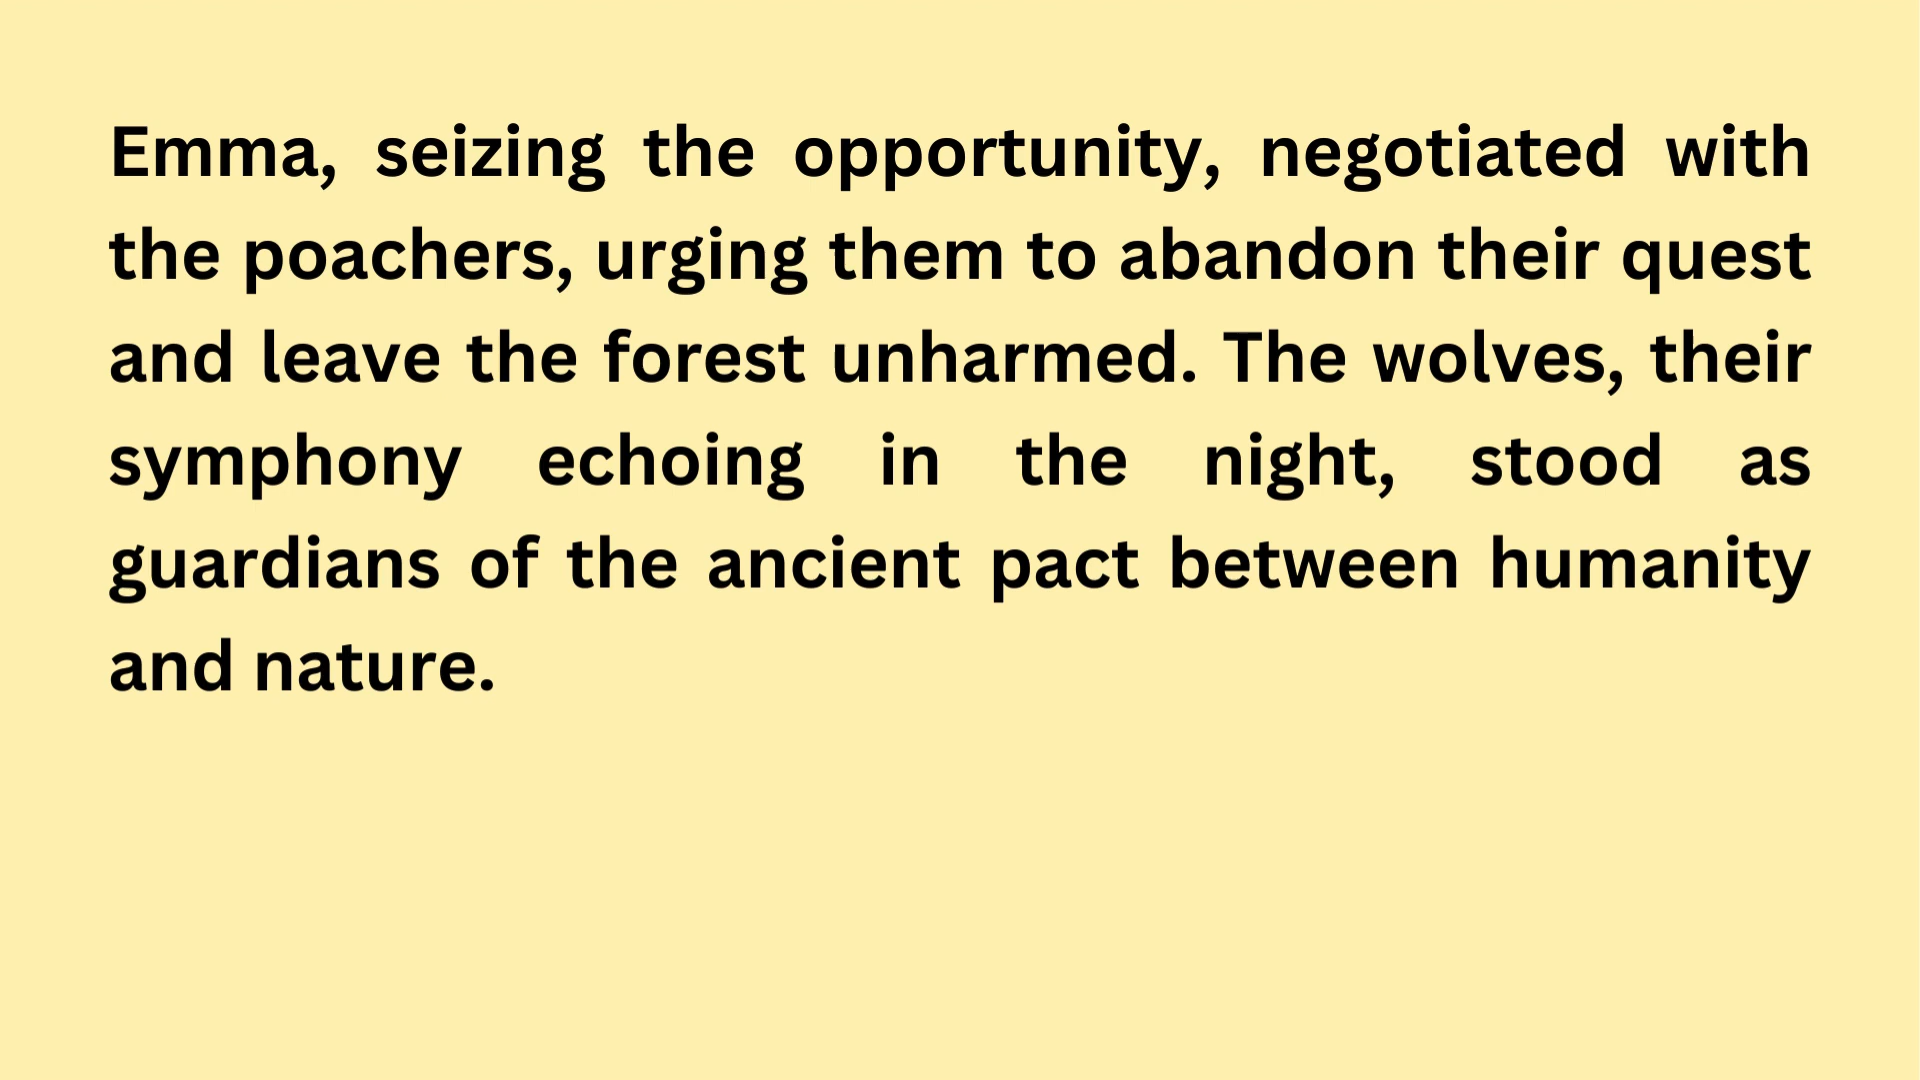 Emma, seizing the opportunity, negotiated with
the poachers, urging them to abandon their quest
and leave the forest unharmed. The wolves, their
symphony echoing in the night, stood as
guardians of the ancient pact between humanity
and nature.